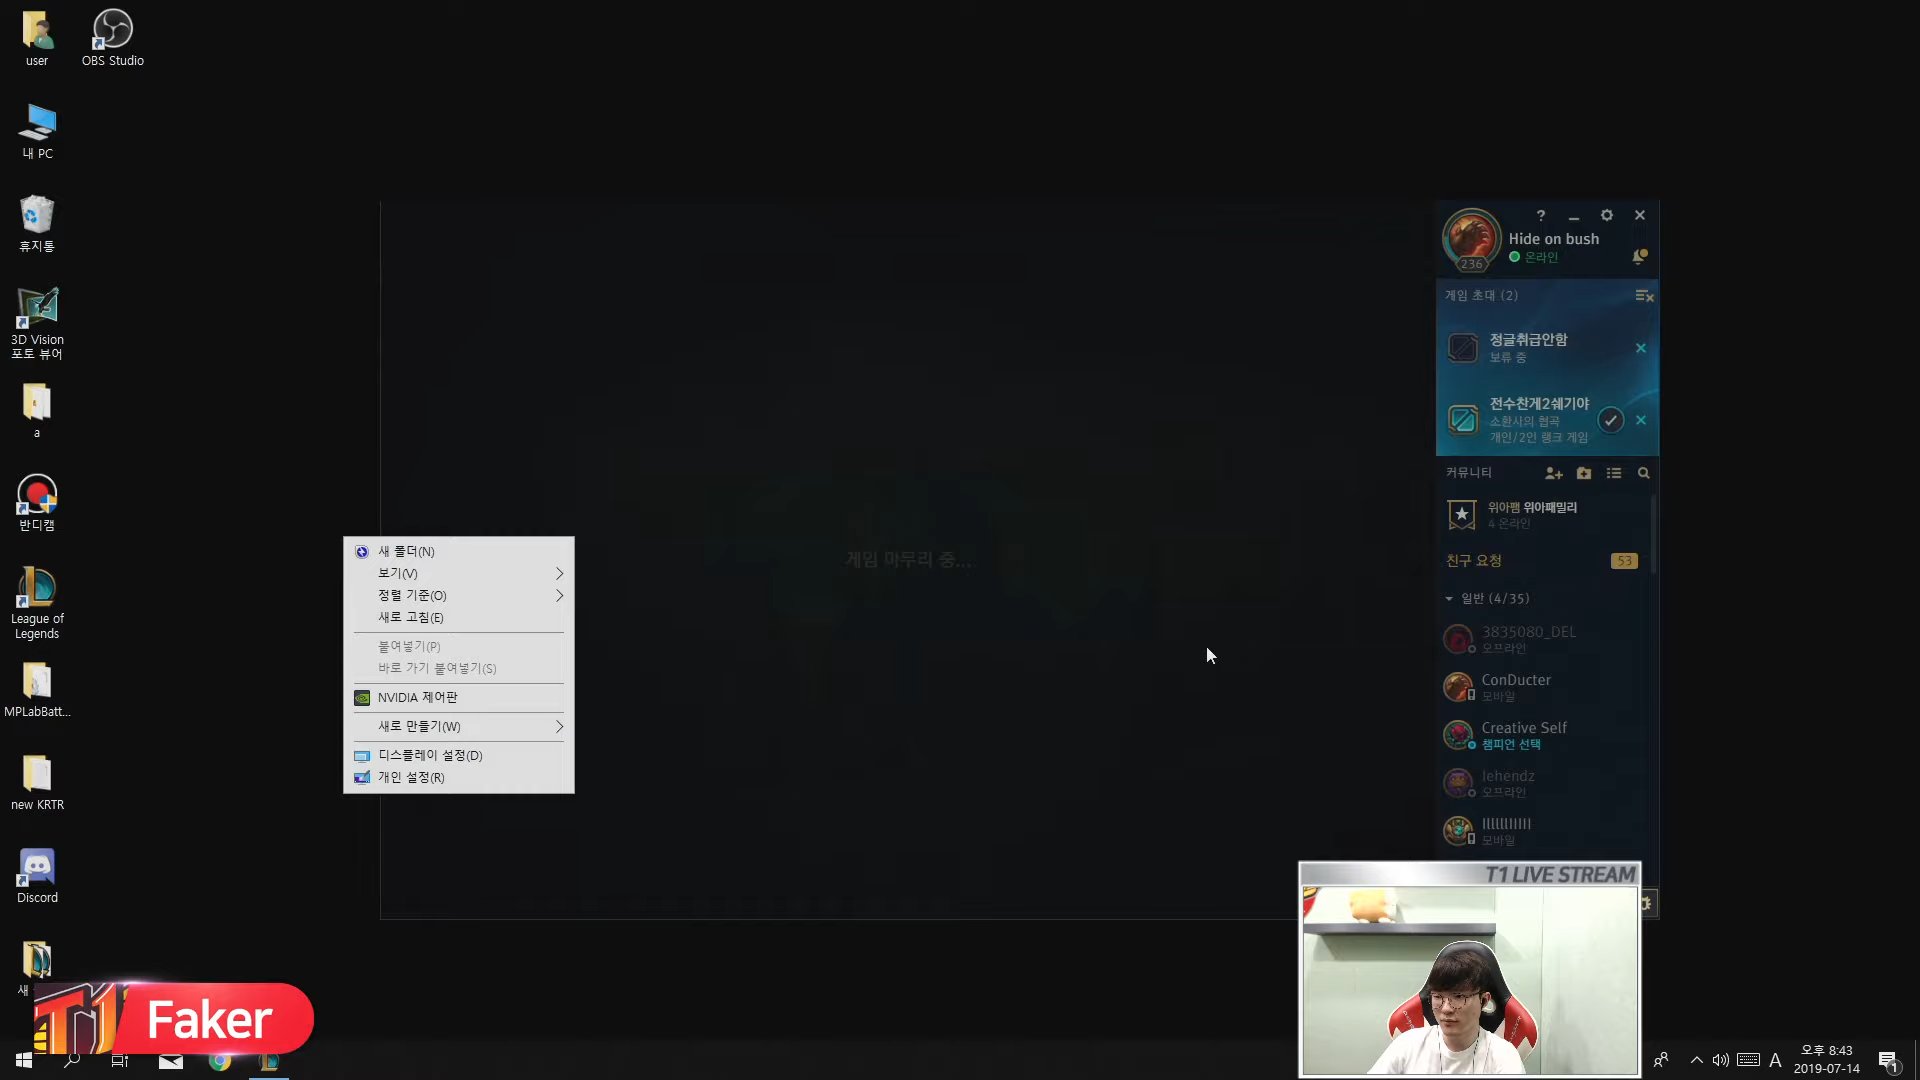 user
OBS Studio
내 PC
휴지통
3D Vision
포토 뷰어
a
반디캠
League of
Legends
MPLabBatt...
new KRTR
Discord
새
새 폴더(N)
보기(V)
정렬 기준(O)
새로 고침(E)
붙여넣기(P)
바로 가기 붙여넣기(S)
NVIDIA 제어판
새로 만들기(W)
디스플레이 설정(D)
개인 설정(R)
게임 마무리 중...
?
Hide on bush
온라인
236
게임 초대 (2)
정글취급안함
보류 중
전수찬게2쉐기야
소환사의 협곡
개인/2인 랭크 게임
커뮤니티
위아팸 위아패밀리
4 온라인
친구 요청
53
일반 (4/35)
3835080_DEL
오프라인
ConDucter
모바일
Creative Self
챔피언 선택
lehendz
오프라인
모바일
T1 LIVE STREAM
T1 Faker
A
오후 8:43
2019-07-14
1